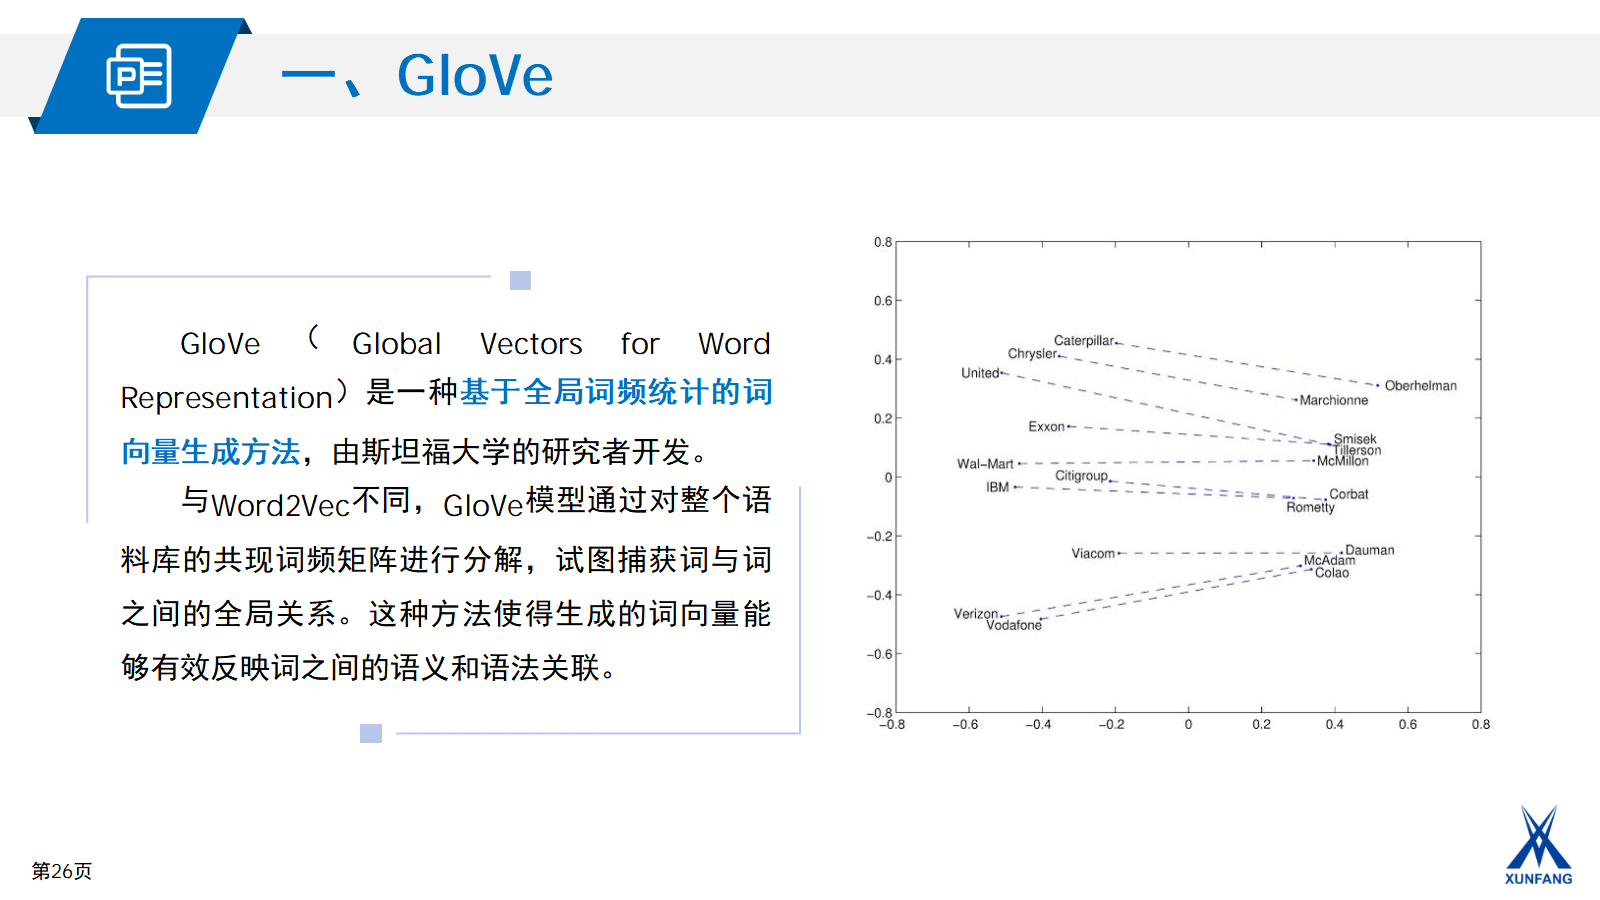 一、GloVe
GloVe（Global Vectors for Word
Representation）是一种基于全局词频统计的词
向量生成方法，由斯坦福大学的研究者开发。
与Word2Vec不同，GloVe模型通过对整个语
料库的共现词频矩阵进行分解，试图捕获词与词
之间的全局关系。这种方法使得生成的词向量能
够有效反映词之间的语义和语法关联。
0.8
0.6
0.4
0.2
0
−0.2
−0.4
−0.6
−0.8
−0.8 −0.6 −0.4 −0.2 0 0.2 0.4 0.6 0.8
Caterpillar
Chrysler
United
Oberhelman
Marchionne
Exxon
Smisek
Tillerson
Wal−Mart
McMillon
Citigroup
IBM
Corbat
Rometty
Viacom
Dauman
McAdam
Colao
Verizon
Vodafone
第26页
XUNFANG